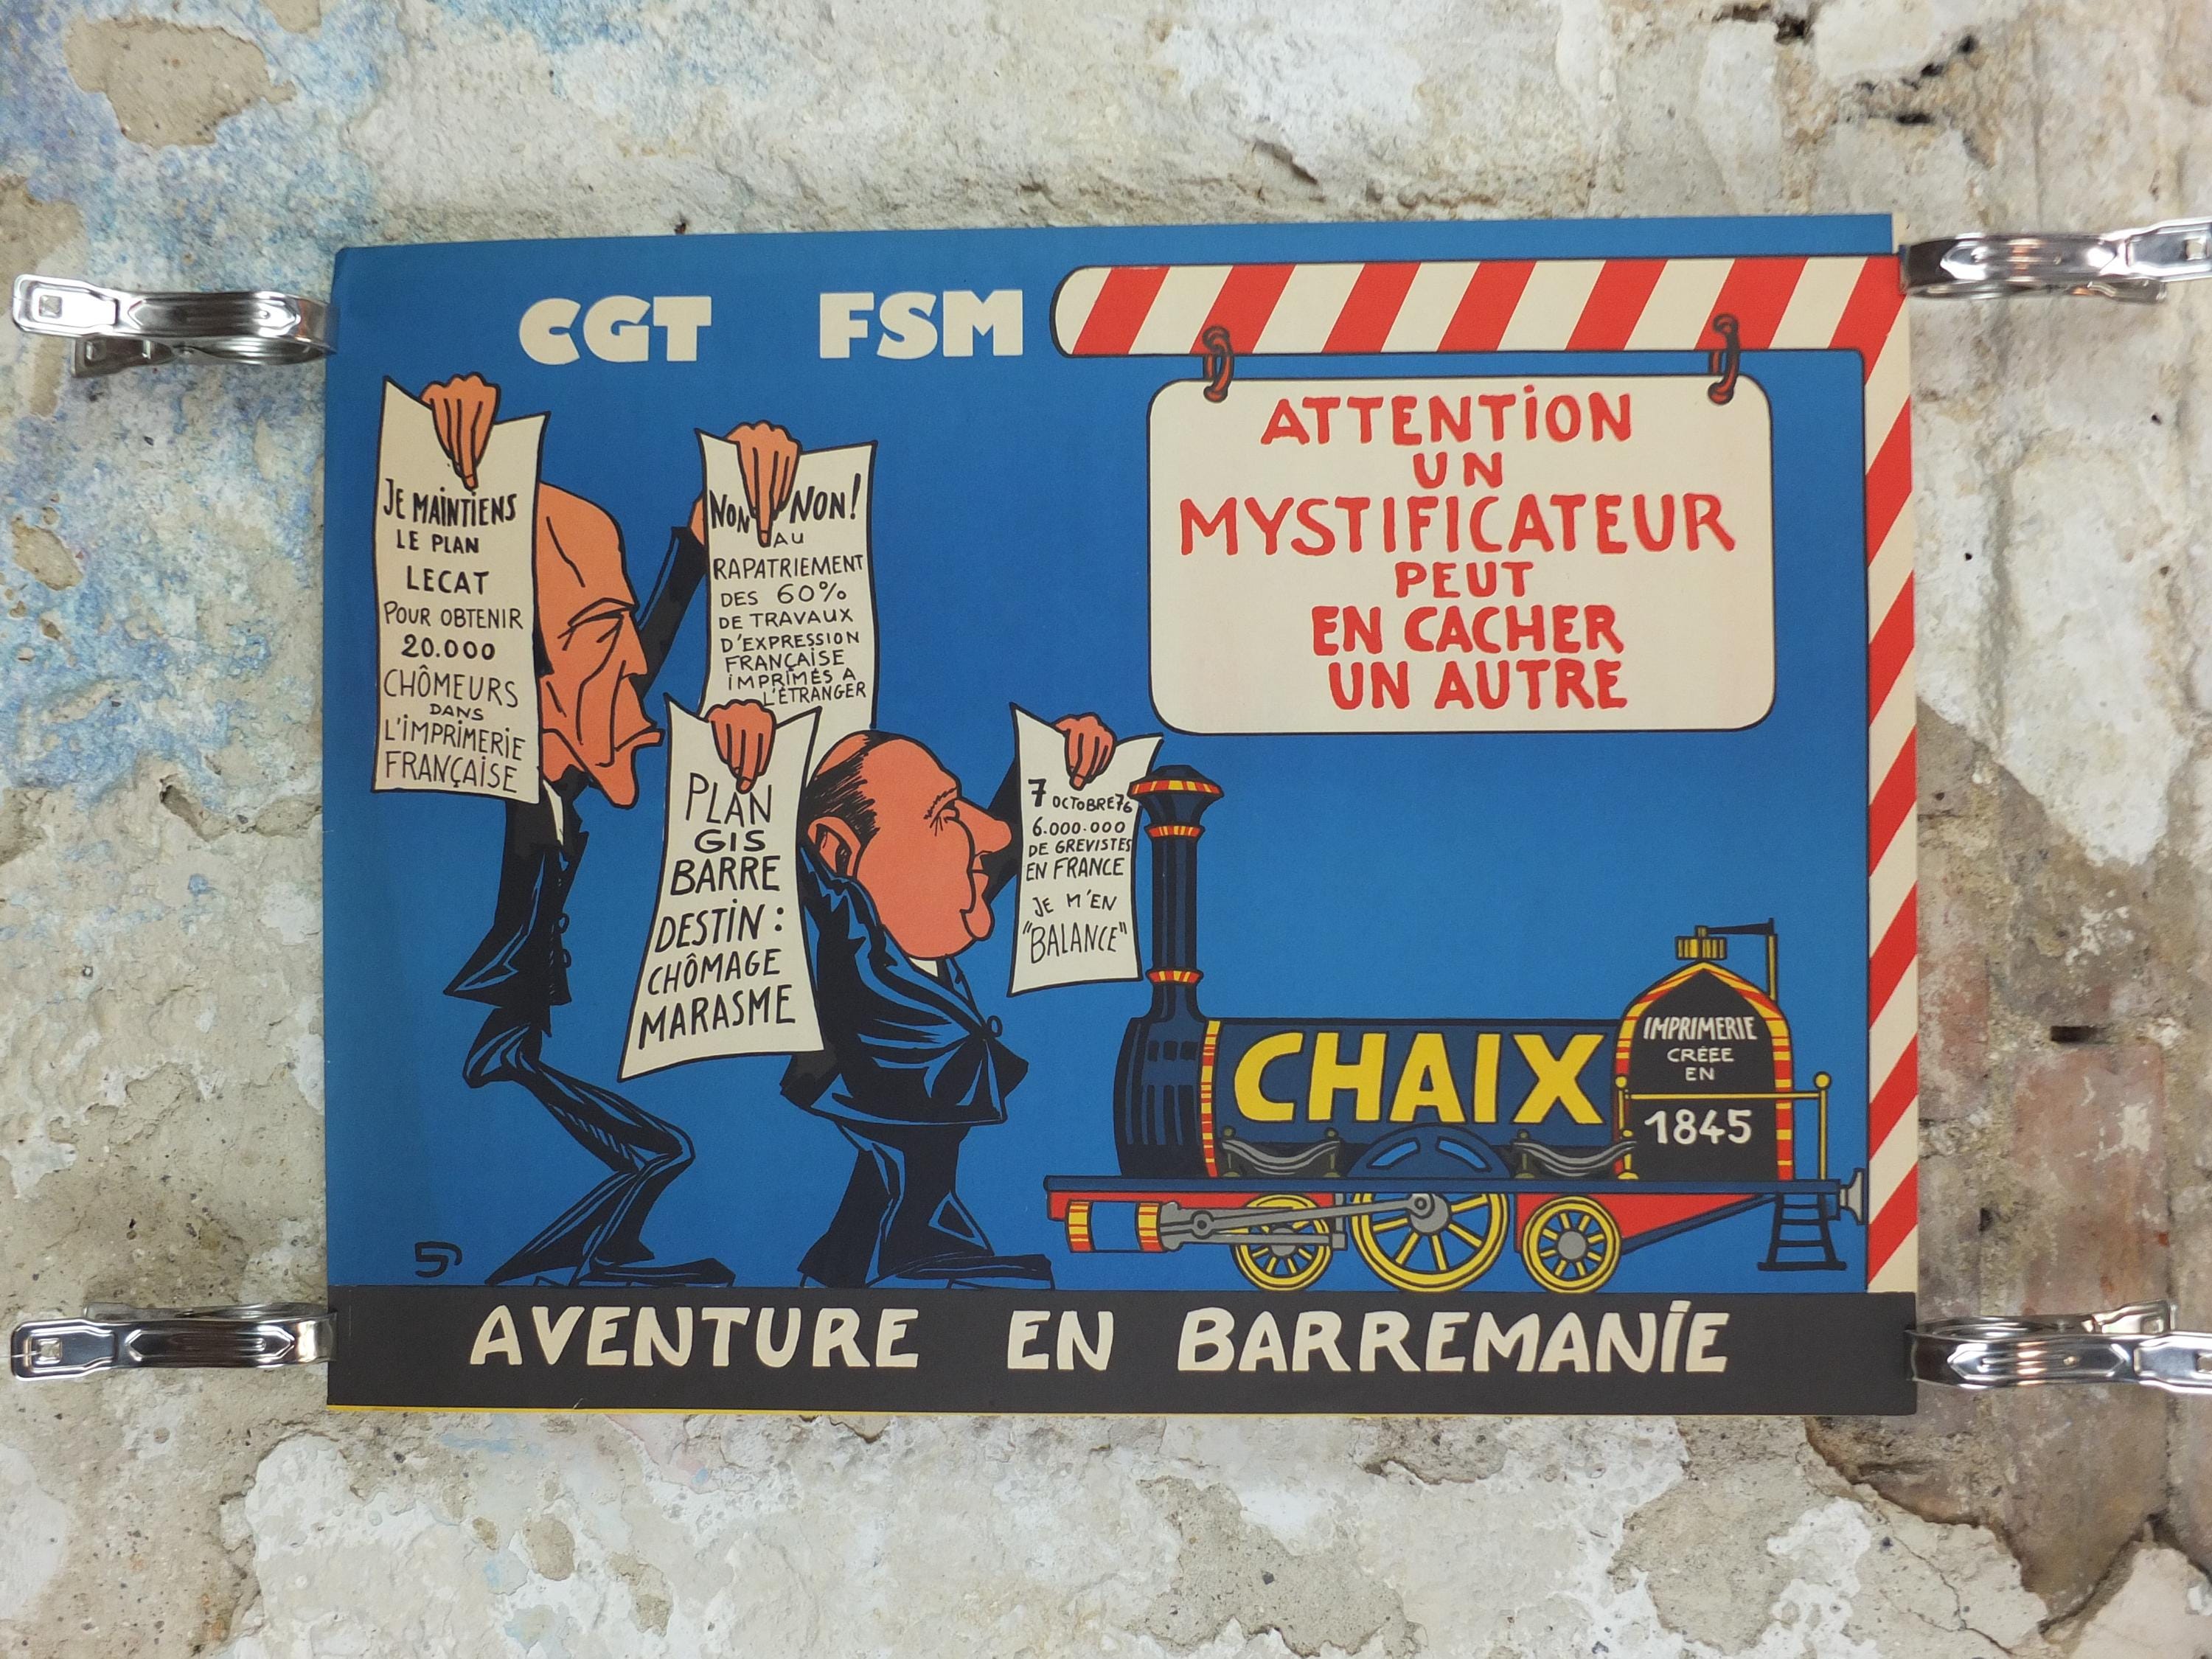 CGT FSM
ATTENTION
UN
MYSTIFICATEUR
PEUT
EN CACHER
UN AUTRE
JE MAINTIENS
LE PLAN
LECAT
POUR OBTENIR
20.000
CHÔMEURS
DANS
L'IMPRIMERIE
FRANÇAISE
NON NON!
AU
RAPATRIEMENT
DES 60%
DE TRAVAUX
D'EXPRESSION
FRANÇAISE
IMPRIMÉS A
L'ÉTRANGER
PLAN
GIS
BARRE
DESTIN:
CHÔMAGE
MARASME
7 OCTOBRE 76
6.000.000
DE GREVISTES
EN FRANCE
JE M'EN
"BALANCE"
CHAIX
IMPRIMERIE
CRÉEE
EN
1845
AVENTURE EN BARREMANIE